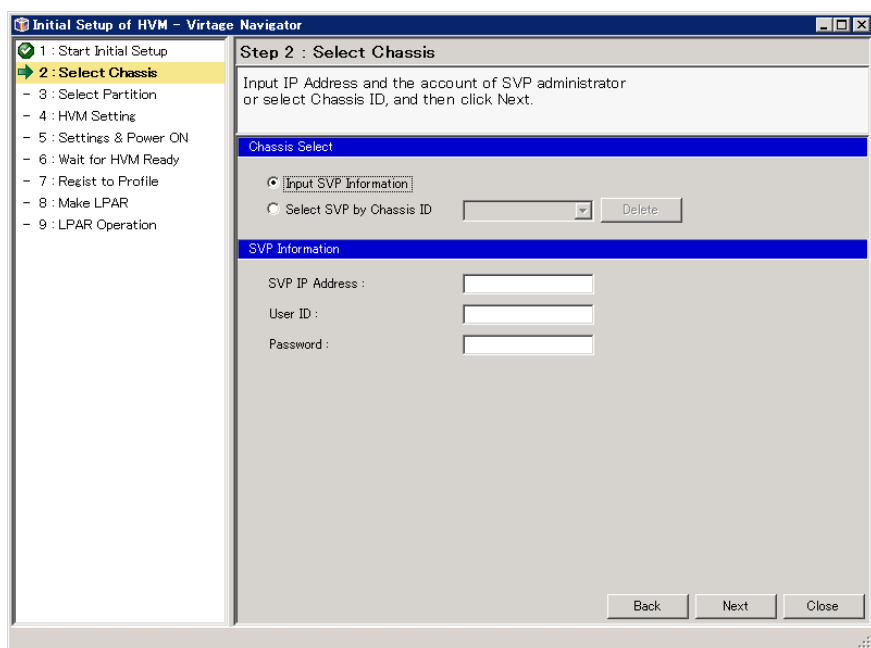 Initial Setup of HVM - Virtage Navigator
1 : Start Initial Setup
2 : Select Chassis
- 3 : Select Partition
- 4 : HVM Setting
- 5 : Settings & Power ON
- 6 : Wait for HVM Ready
- 7 : Regist to Profile
- 8 : Make LPAR
- 9 : LPAR Operation
Step 2 : Select Chassis
Input IP Address and the account of SVP administrator
or select Chassis ID, and then click Next.
Chassis Select
Input SVP Information
Select SVP by Chassis ID
Delete
SVP Information
SVP IP Address :
User ID :
Password :
Back Next Close